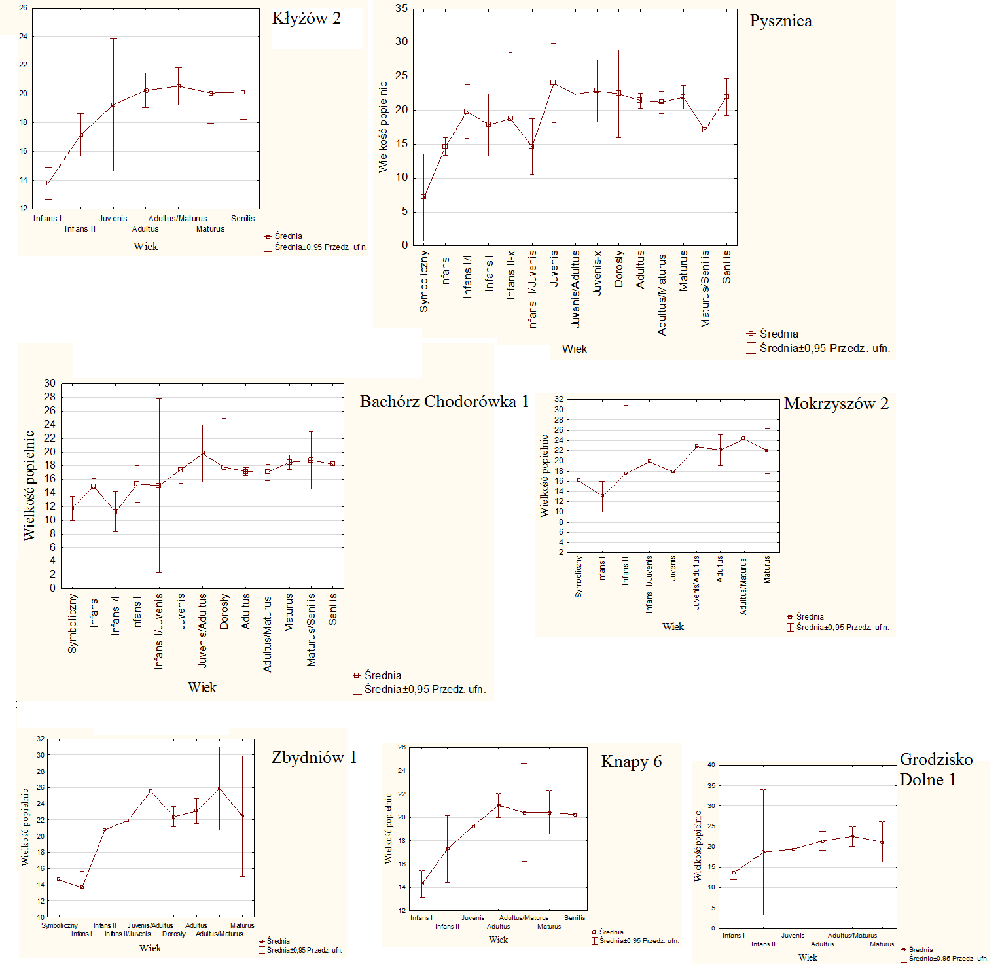 Kłyżów 2
26
24
22
20
18
16
14
12
Infans I
Juvenis
Adultus/Maturus
Senilis
Infans II
Adultus
Maturus
Wiek
Średnia
Średnia±0,95 Przedz. ufn.
Pysznica
Wielkość popielnic
35
30
25
20
15
10
5
0
Symboliczny
Infans I
Infans I/II
Infans II
Infans II-x
Infans II/Juvenis
Juvenis
Juvenis/Adultus
Juvenis-x
Dorosły
Adultus
Adultus/Maturus
Maturus
Maturus/Senilis
Senilis
Wiek
Średnia
Średnia±0,95 Przedz. ufn.
Bachórz Chodorówka 1
Wielkość popielnic
30
28
26
24
22
20
18
16
14
12
10
8
6
4
2
0
Symboliczny
Infans I
Infans I/II
Infans II
Infans II/Juvenis
Juvenis
Juvenis/Adultus
Dorosły
Adultus
Adultus/Maturus
Maturus
Maturus/Senilis
Senilis
Wiek
Średnia
Średnia±0,95 Przedz. ufn.
Mokrzyszów 2
Wielkość popielnic
32
30
28
26
24
22
20
18
16
14
12
10
8
6
4
2
Symboliczny
Infans I
Infans II
Infans II/Juvenis
Juvenis
Juvenis/Adultus
Adultus
Adultus/Maturus
Maturus
Wiek
Średnia
Średnia±0,95 Przedz. ufn.
Zbydniów 1
Wielkość popielnic
32
30
28
26
24
22
20
18
16
14
12
10
Symboliczny
Infans II
Juvenis/Adultus
Adultus
Maturus
Infans I
Infans II/Juvenis
Dorosły
Adultus/Maturus
Wiek
Średnia
Średnia±0,95 Przedz. ufn.
Knapy 6
Wielkość popielnic
26
24
22
20
18
16
14
12
Infans I
Juvenis
Adultus/Maturus
Senilis
Infans II
Adultus
Maturus
Wiek
Średnia
Średnia±0,95 Przedz. ufn.
Grodzisko
Dolne 1
Wielkość popielnic
40
35
30
25
20
15
10
5
0
Infans I
Juvenis
Adultus/Maturus
Infans II
Adultus
Maturus
Wiek
Średnia
Średnia±0,95 Przedz. ufn.